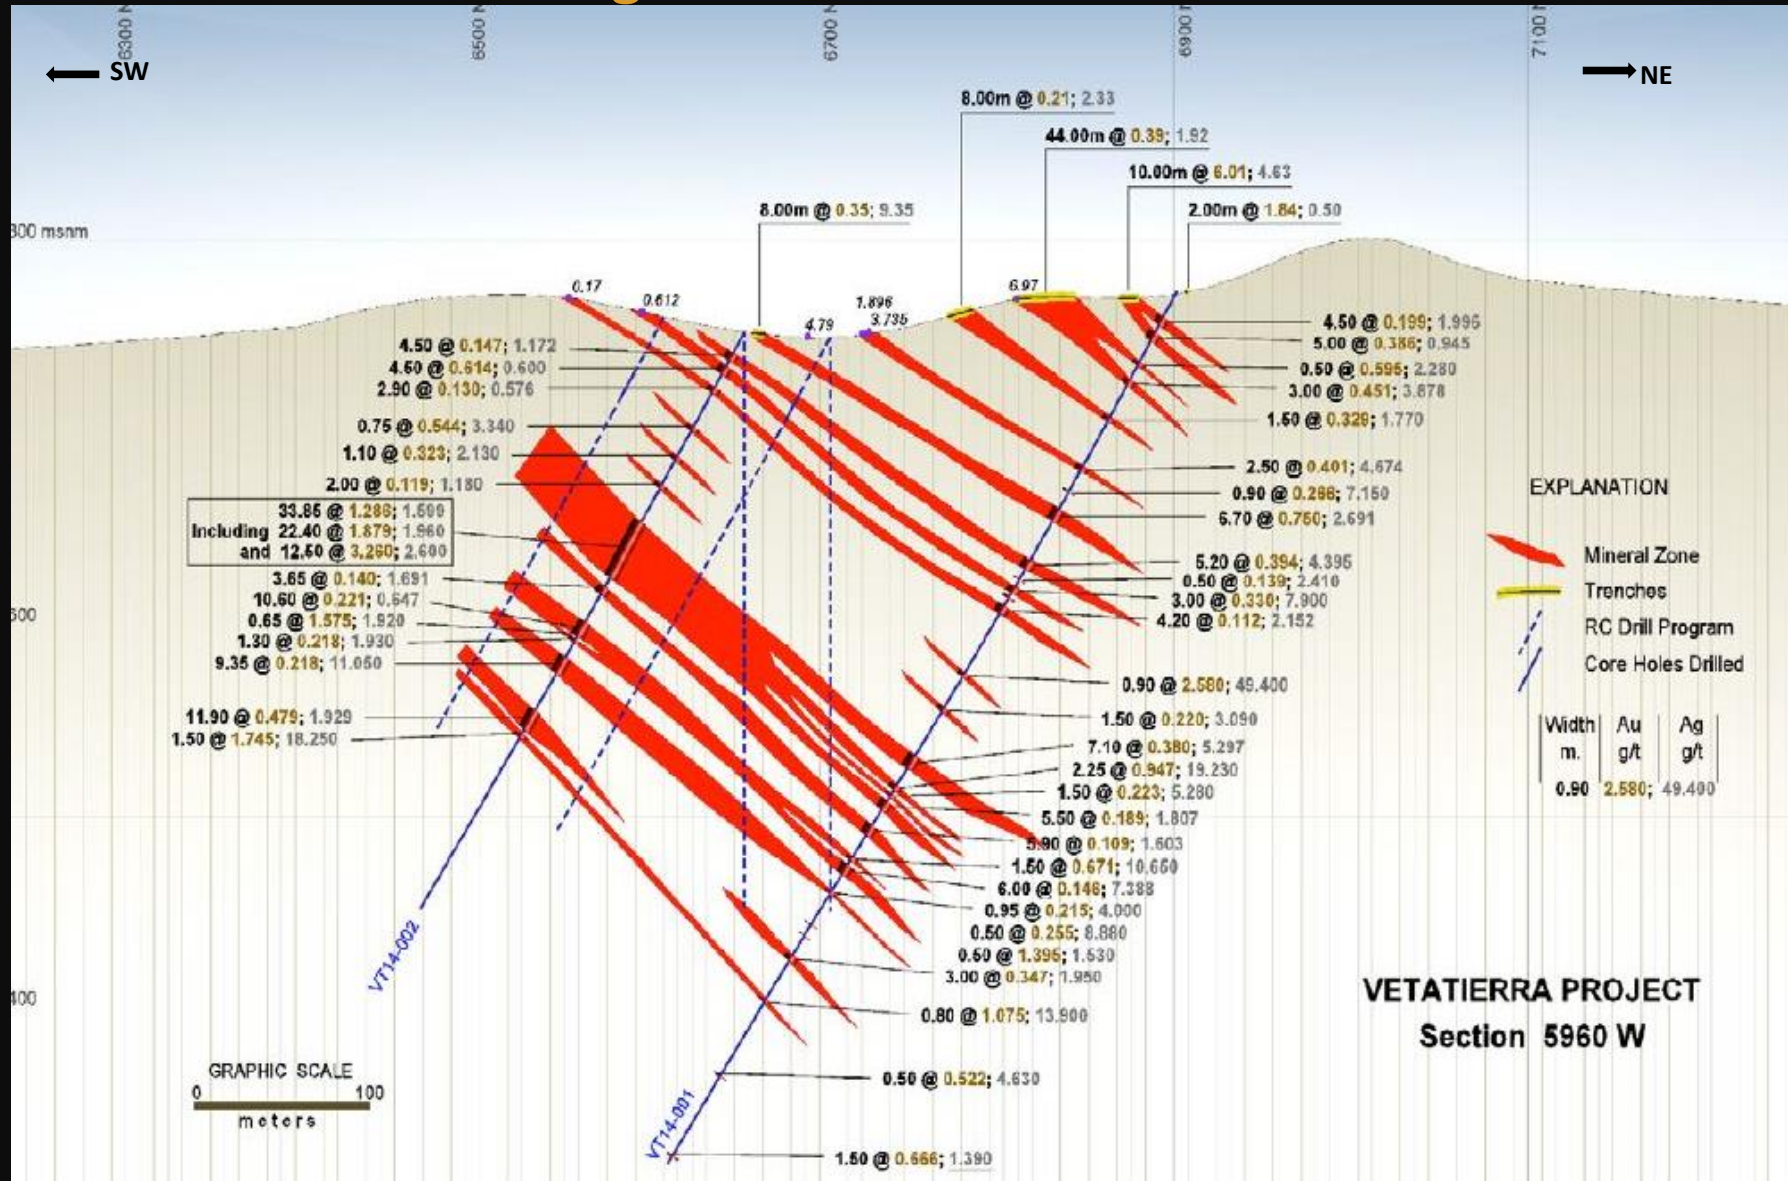 6300 N
6500 N
6700 N
6900 N
7100 N
SW
NE
8.00m @ 0.21; 2.33
44.00m @ 0.39; 1.92
10.00m @ 6.01; 4.63
8.00m @ 0.35; 9.35
2.00m @ 1.84; 0.50
800 msnm
0.17
0.612
4.79
1.896
3.735
6.97
4.50 @ 0.147; 1.172
4.60 @ 0.614; 0.600
2.90 @ 0.130; 0.576
0.75 @ 0.544; 3.340
1.10 @ 0.323; 2.130
2.00 @ 0.119; 1.180
33.85 @ 1.286; 1.599
Including 22.40 @ 1.879; 1.960
and 12.50 @ 3.260; 2.600
3.65 @ 0.140; 1.691
10.60 @ 0.221; 0.647
0.65 @ 1.575; 1.920
1.30 @ 0.218; 1.930
9.35 @ 0.218; 11.050
11.90 @ 0.479; 1.929
1.50 @ 1.745; 18.250
600
400
4.50 @ 0.199; 1.995
5.00 @ 0.386; 0.945
0.50 @ 0.595; 2.280
3.00 @ 0.451; 3.878
1.50 @ 0.329; 1.770
2.50 @ 0.401; 4.674
0.90 @ 0.266; 7.150
6.70 @ 0.750; 2.691
5.20 @ 0.394; 4.395
0.50 @ 0.139; 2.410
3.00 @ 0.330; 7.900
4.20 @ 0.112; 2.152
0.90 @ 2.580; 49.400
1.50 @ 0.220; 3.090
7.10 @ 0.380; 5.297
2.25 @ 0.947; 19.230
1.50 @ 0.223; 5.280
5.50 @ 0.189; 1.807
5.90 @ 0.109; 1.603
1.50 @ 0.671; 10.650
6.00 @ 0.146; 7.388
0.95 @ 0.215; 4.000
0.50 @ 0.255; 8.880
0.50 @ 1.395; 1.530
3.00 @ 0.347; 1.950
0.80 @ 1.075; 13.900
0.50 @ 0.522; 4.630
1.50 @ 0.666; 1.390
VT14-002
VT14-001
EXPLANATION
Mineral Zone
Trenches
RC Drill Program
Core Holes Drilled
Width Au Ag
m. g/t g/t
0.90 2.580; 49.400
VETATIERRA PROJECT
Section 5960 W
GRAPHIC SCALE
0 100
meters